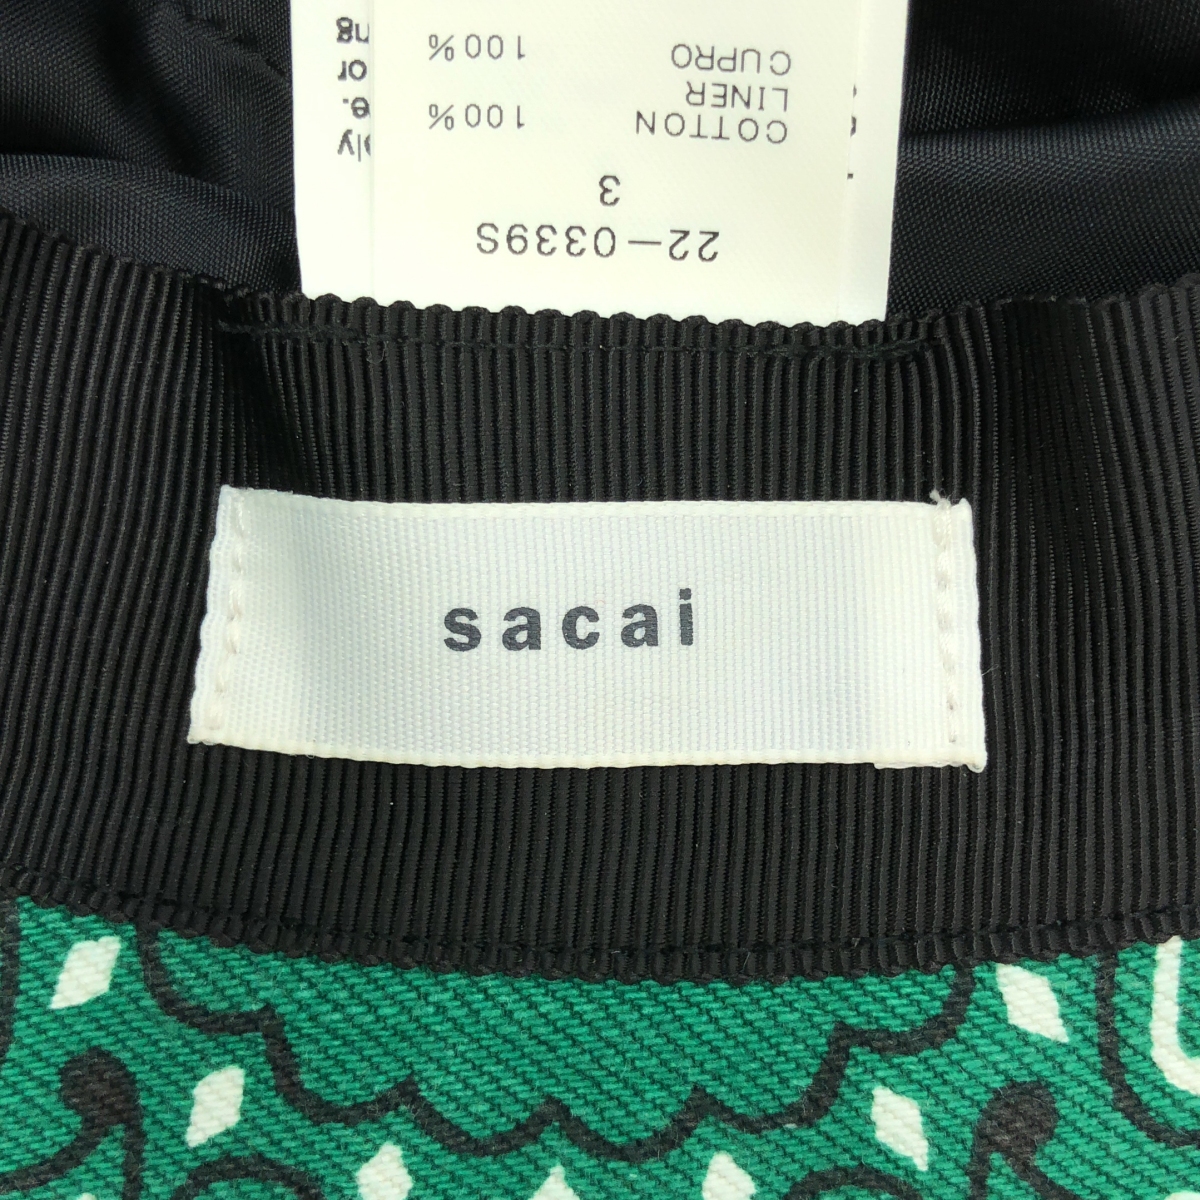 22-0339S
3
COTTON 100%
LINER
CUPRO 100%
sacai